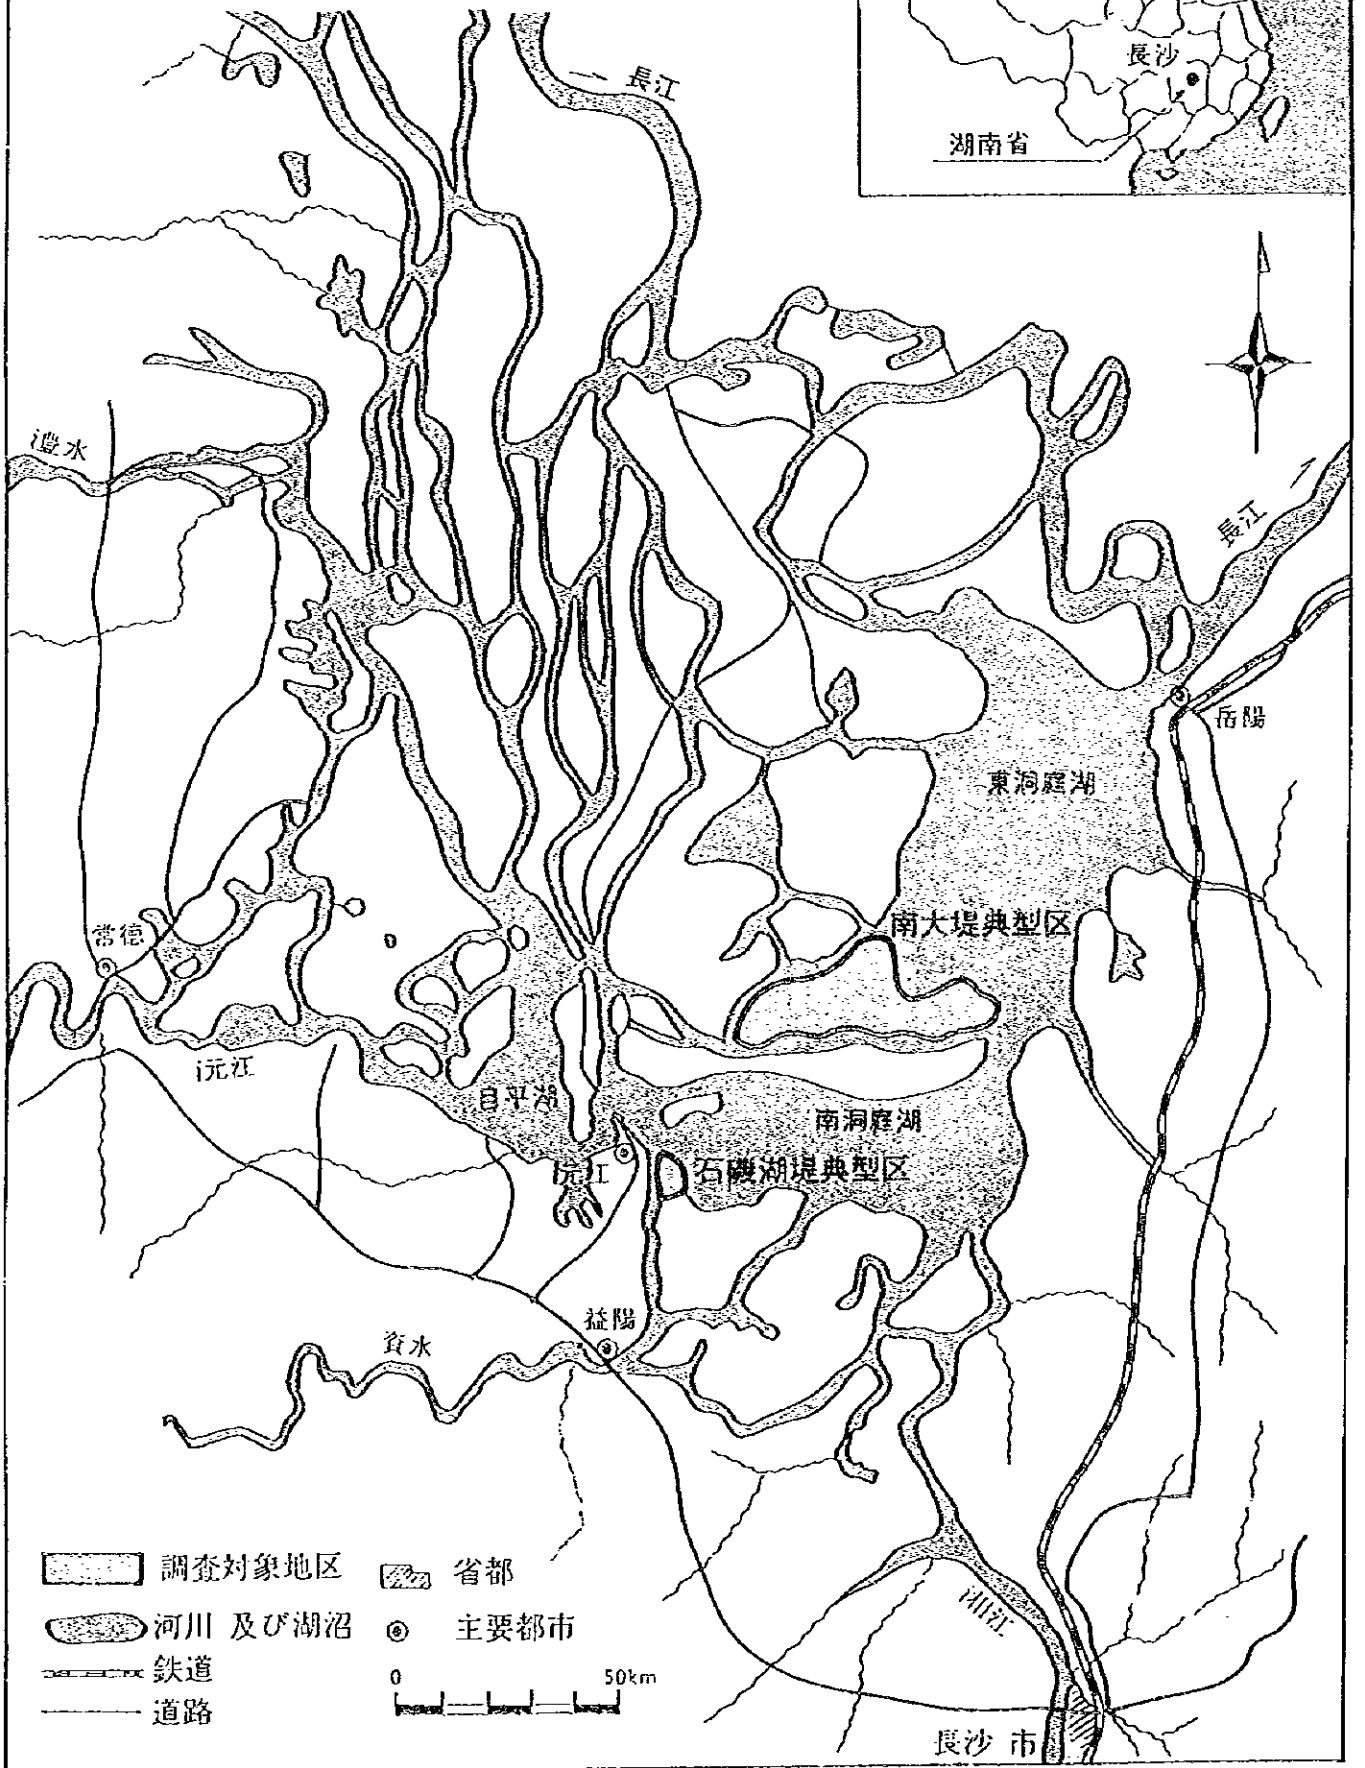 長江
長沙
湖南省
澧水
長江
岳陽
東洞庭湖
南大堤典型区
常徳
沅江
目平湖
南洞庭湖
沅江
石磯湖堤典型区
益陽
資水
湘江
長沙市
調査対象地区
省都
河川及び湖沼
主要都市
鉄道
道路
0 50km